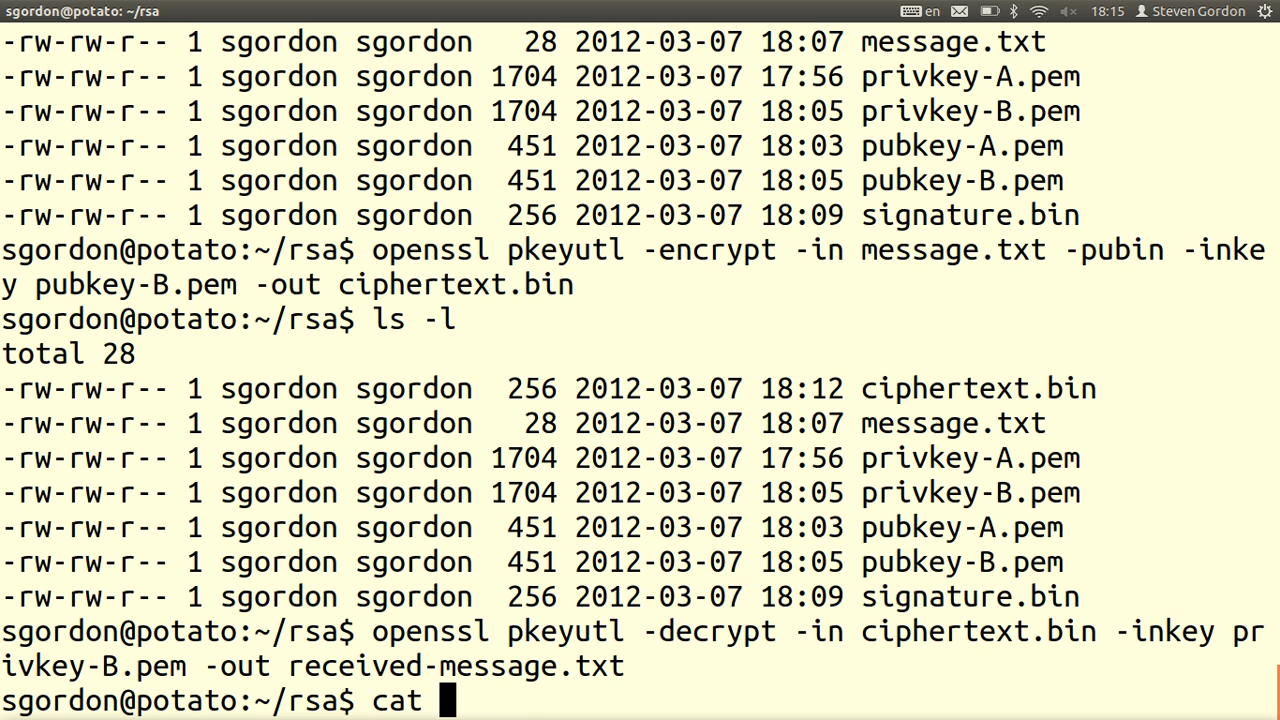 sgordon@potato: ~/rsa en 18:15 Steven Gordon
-rw-rw-r-- 1 sgordon sgordon   28 2012-03-07 18:07 message.txt
-rw-rw-r-- 1 sgordon sgordon 1704 2012-03-07 17:56 privkey-A.pem
-rw-rw-r-- 1 sgordon sgordon 1704 2012-03-07 18:05 privkey-B.pem
-rw-rw-r-- 1 sgordon sgordon  451 2012-03-07 18:03 pubkey-A.pem
-rw-rw-r-- 1 sgordon sgordon  451 2012-03-07 18:05 pubkey-B.pem
-rw-rw-r-- 1 sgordon sgordon  256 2012-03-07 18:09 signature.bin
sgordon@potato:~/rsa$ openssl pkeyutl -encrypt -in message.txt -pubin -inke
y pubkey-B.pem -out ciphertext.bin
sgordon@potato:~/rsa$ ls -l
total 28
-rw-rw-r-- 1 sgordon sgordon  256 2012-03-07 18:12 ciphertext.bin
-rw-rw-r-- 1 sgordon sgordon   28 2012-03-07 18:07 message.txt
-rw-rw-r-- 1 sgordon sgordon 1704 2012-03-07 17:56 privkey-A.pem
-rw-rw-r-- 1 sgordon sgordon 1704 2012-03-07 18:05 privkey-B.pem
-rw-rw-r-- 1 sgordon sgordon  451 2012-03-07 18:03 pubkey-A.pem
-rw-rw-r-- 1 sgordon sgordon  451 2012-03-07 18:05 pubkey-B.pem
-rw-rw-r-- 1 sgordon sgordon  256 2012-03-07 18:09 signature.bin
sgordon@potato:~/rsa$ openssl pkeyutl -decrypt -in ciphertext.bin -inkey pr
ivkey-B.pem -out received-message.txt
sgordon@potato:~/rsa$ cat